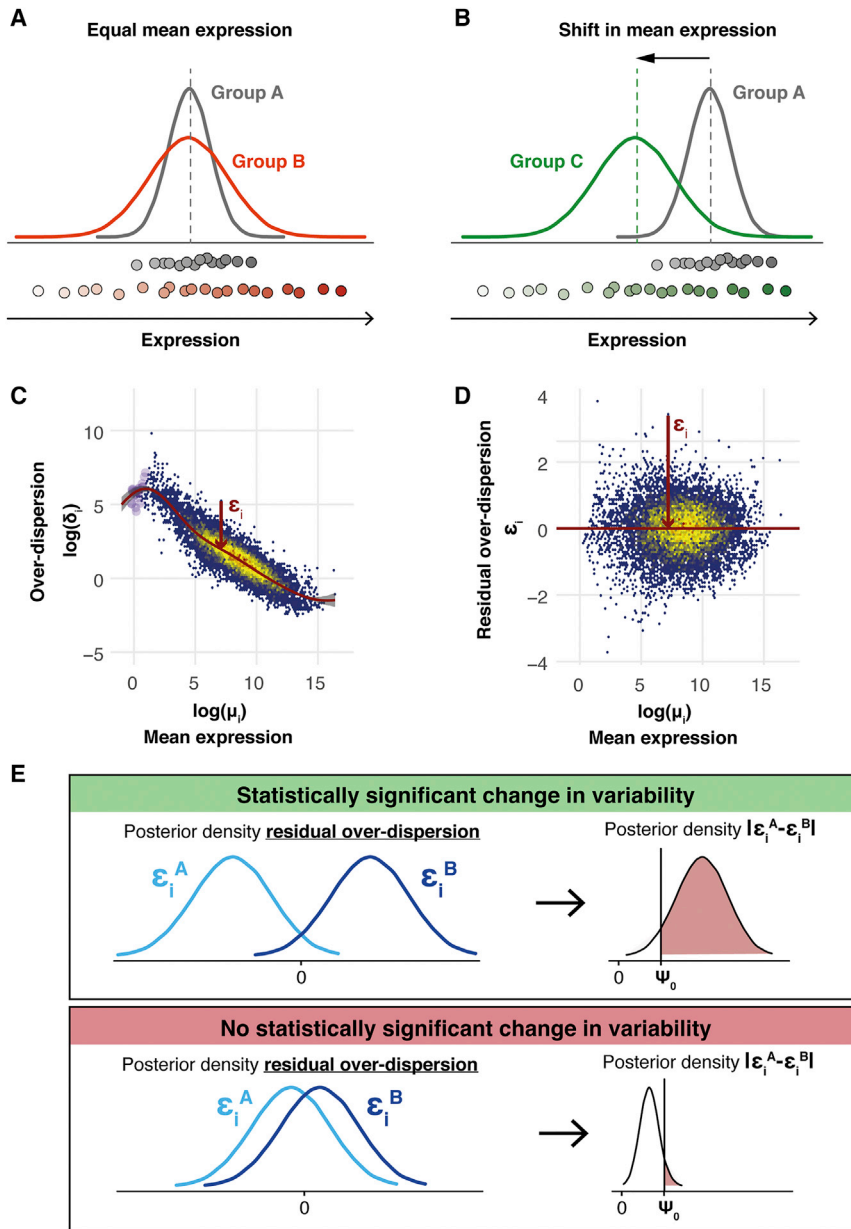 A
Equal mean expression
Group A
Group B
Expression
B
Shift in mean expression
Group A
Group C
Expression
C
Over-dispersion
log(δᵢ)
10
5
0
−5
εᵢ
0 5 10 15
log(μᵢ)
Mean expression
D
Residual over-dispersion
εᵢ
4
2
0
−2
−4
εᵢ
0 5 10 15
log(μᵢ)
Mean expression
E
Statistically significant change in variability
Posterior density residual over-dispersion
εᵢᴬ
εᵢᴮ
0
Posterior density |εᵢᴬ-εᵢᴮ|
0 Ψ₀
No statistically significant change in variability
Posterior density residual over-dispersion
εᵢᴬ
εᵢᴮ
0
Posterior density |εᵢᴬ-εᵢᴮ|
0 Ψ₀